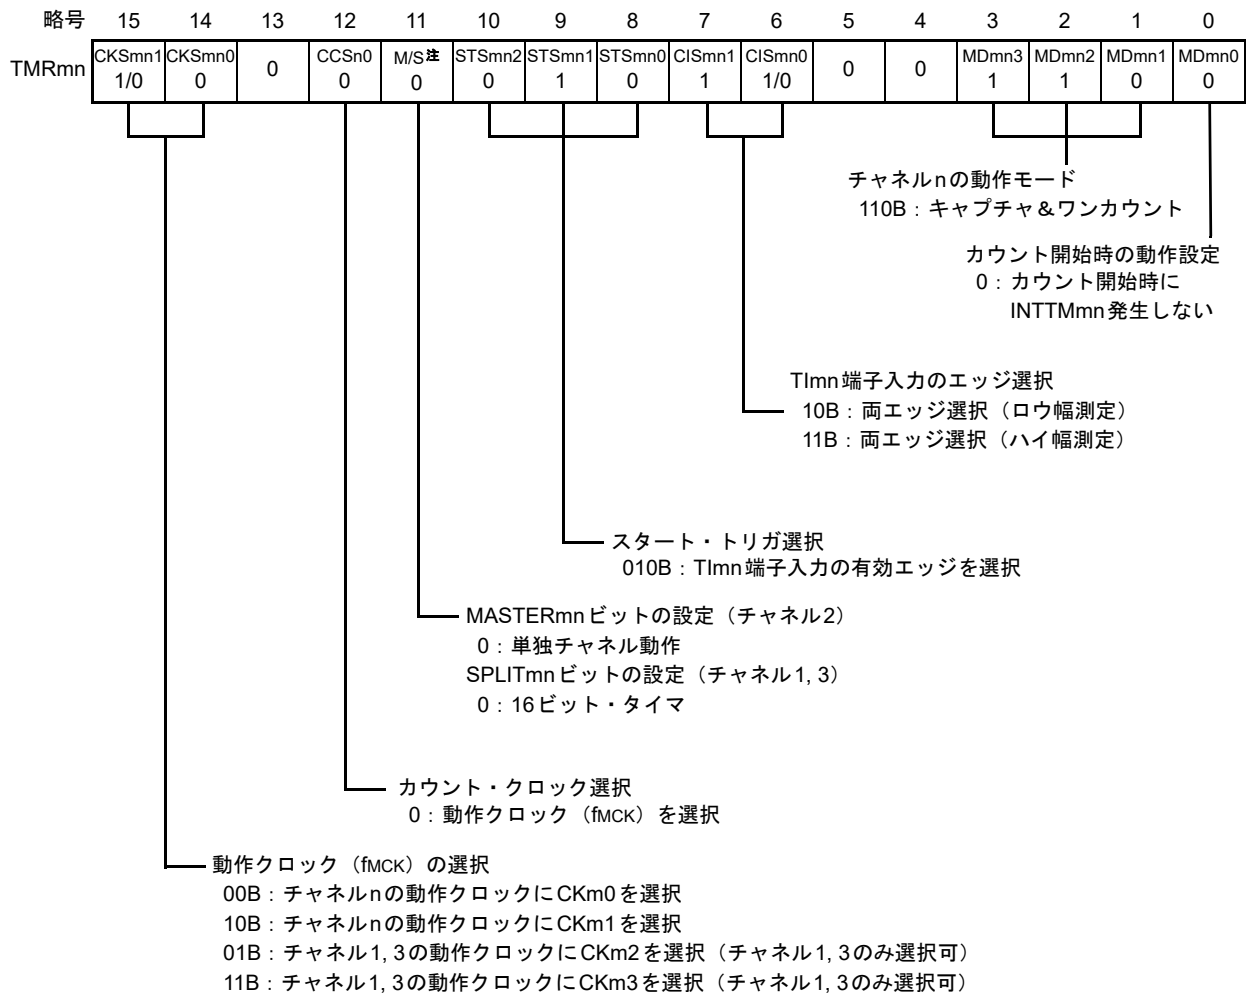 略号 15 14 13 12 11 10 9 8 7 6 5 4 3 2 1 0
TMRmn CKSmn1 CKSmn0 0 CCSn0 M/S注 STSmn2 STSmn1 STSmn0 CISmn1 CISmn0 0 0 MDmn3 MDmn2 MDmn1 MDmn0
1/0 0 0 0 0 1 0 1 1/0 1 1 0 0
チャネルnの動作モード
110B：キャプチャ＆ワンカウント
カウント開始時の動作設定
0：カウント開始時に
INTTMmn発生しない
TImn端子入力のエッジ選択
10B：両エッジ選択（ロウ幅測定）
11B：両エッジ選択（ハイ幅測定）
スタート・トリガ選択
010B：TImn端子入力の有効エッジを選択
MASTERmnビットの設定（チャネル2）
0：単独チャネル動作
SPLITmnビットの設定（チャネル1, 3）
0：16ビット・タイマ
カウント・クロック選択
0：動作クロック（fMCK）を選択
動作クロック（fMCK）の選択
00B：チャネルnの動作クロックにCKm0を選択
10B：チャネルnの動作クロックにCKm1を選択
01B：チャネル1, 3の動作クロックにCKm2を選択（チャネル1, 3のみ選択可）
11B：チャネル1, 3の動作クロックにCKm3を選択（チャネル1, 3のみ選択可）